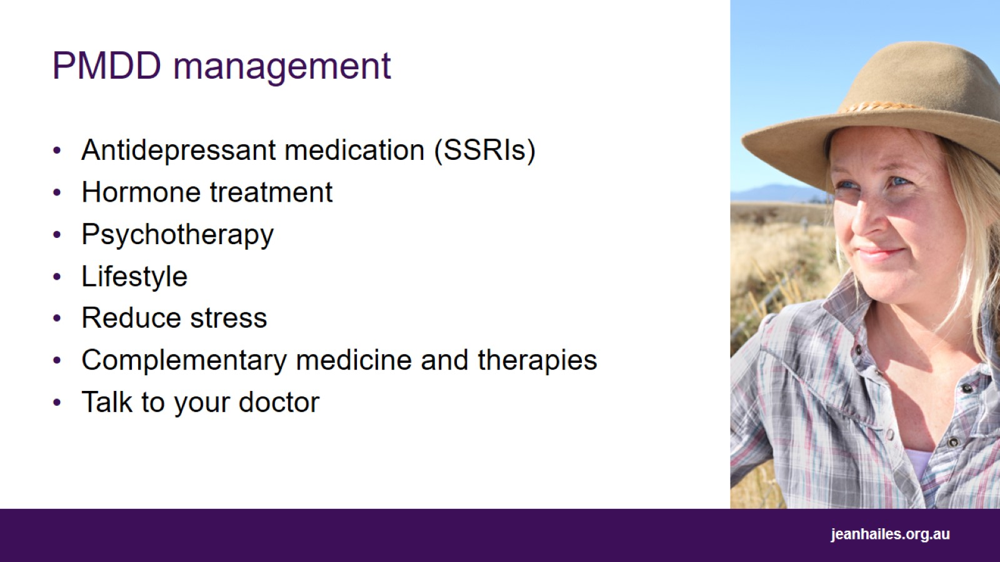 PMDD management
• Antidepressant medication (SSRIs)
• Hormone treatment
• Psychotherapy
• Lifestyle
• Reduce stress
• Complementary medicine and therapies
• Talk to your doctor
jeanhailes.org.au